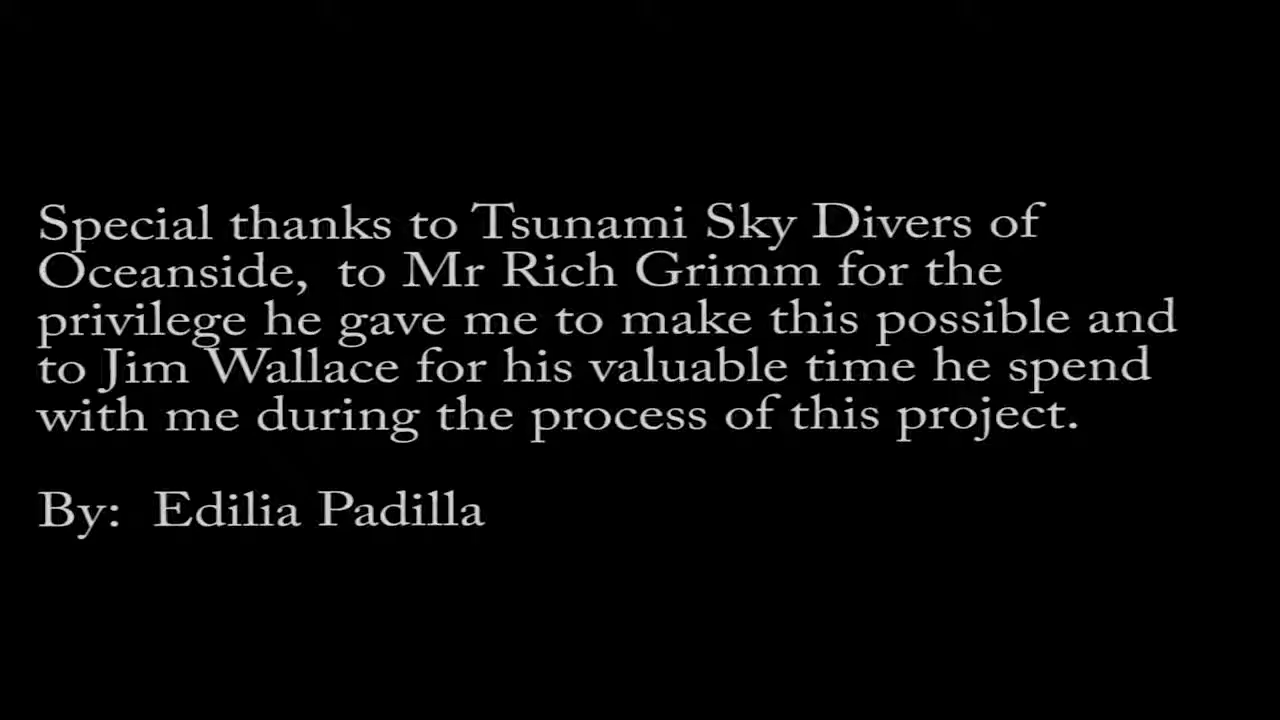 Special thanks to Tsunami Sky Divers of
Oceanside,  to Mr Rich Grimm for the
privilege he gave me to make this possible and
to Jim Wallace for his valuable time he spend
with me during the process of this project.
By:  Edilia Padilla